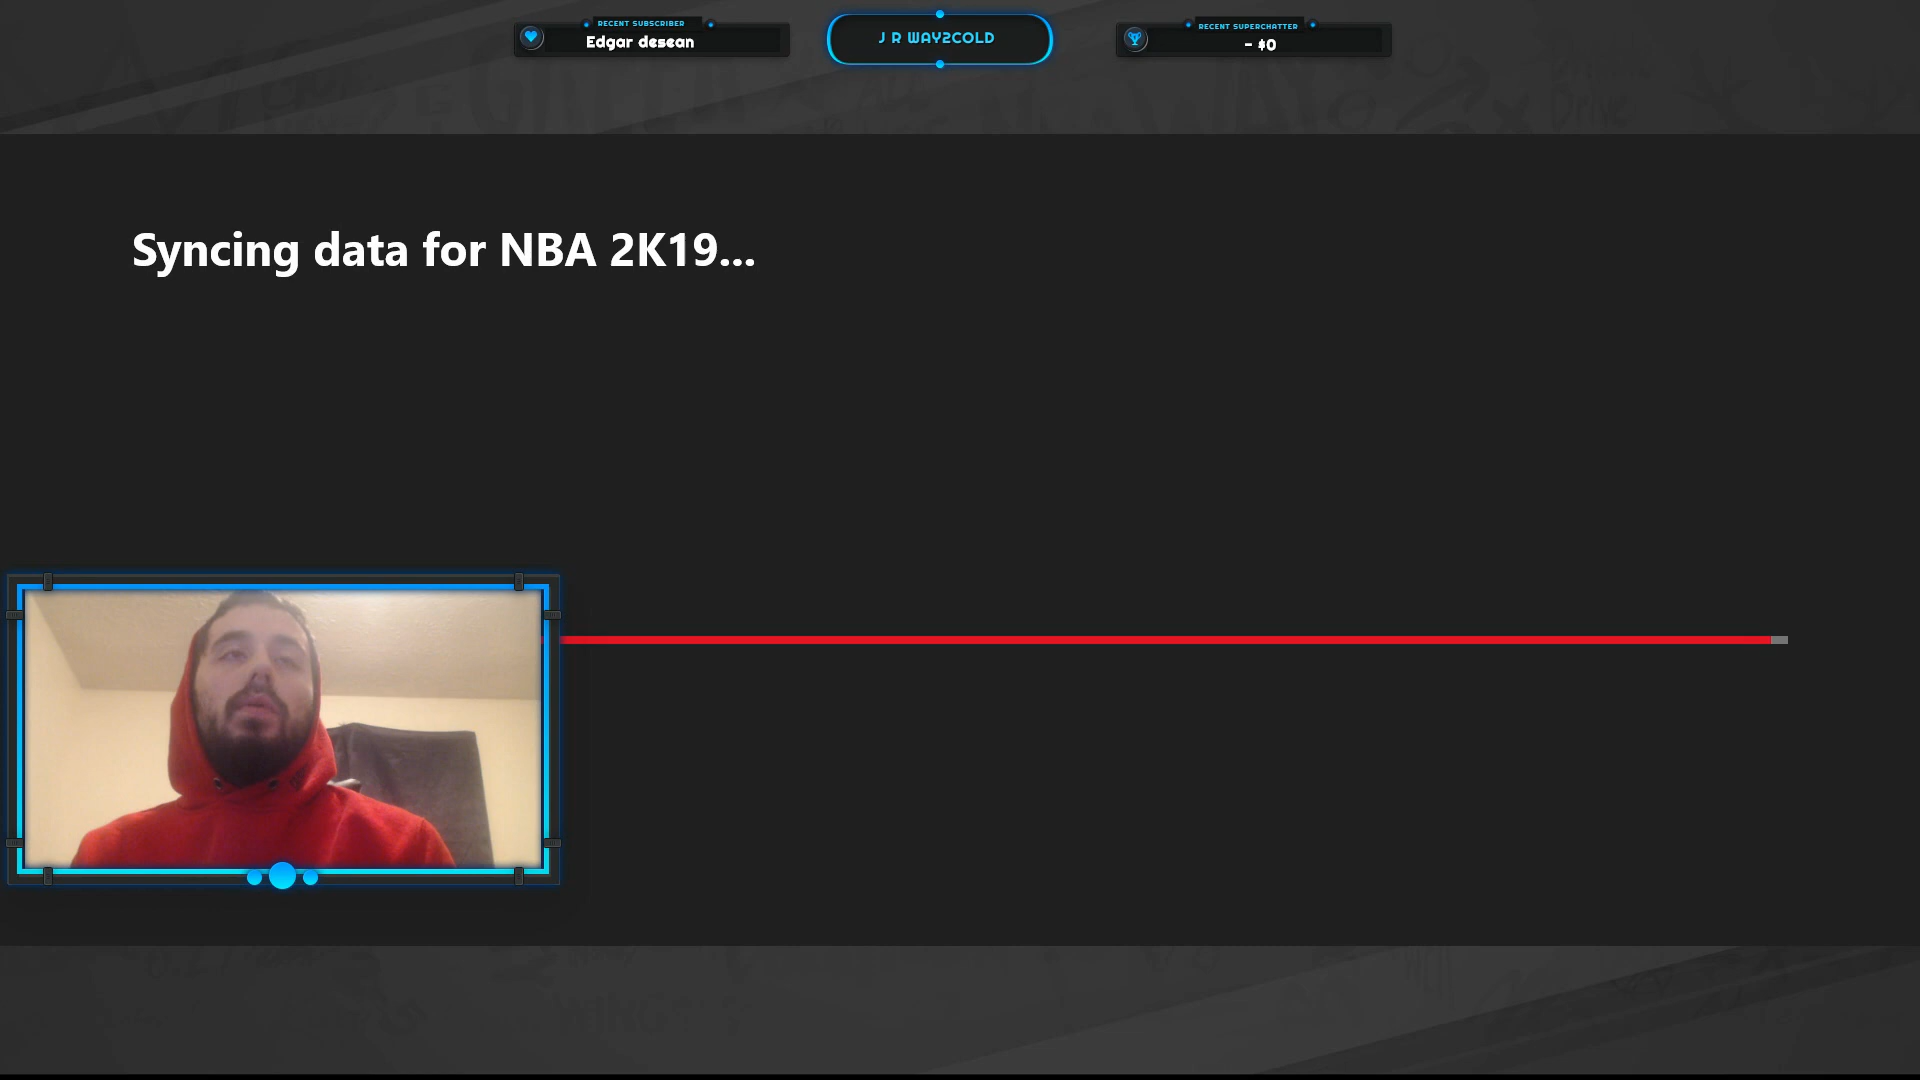 RECENT SUBSCRIBER
Edgar desean
J R WAY2COLD
RECENT SUPERCHATTER
- $0
Syncing data for NBA 2K19...